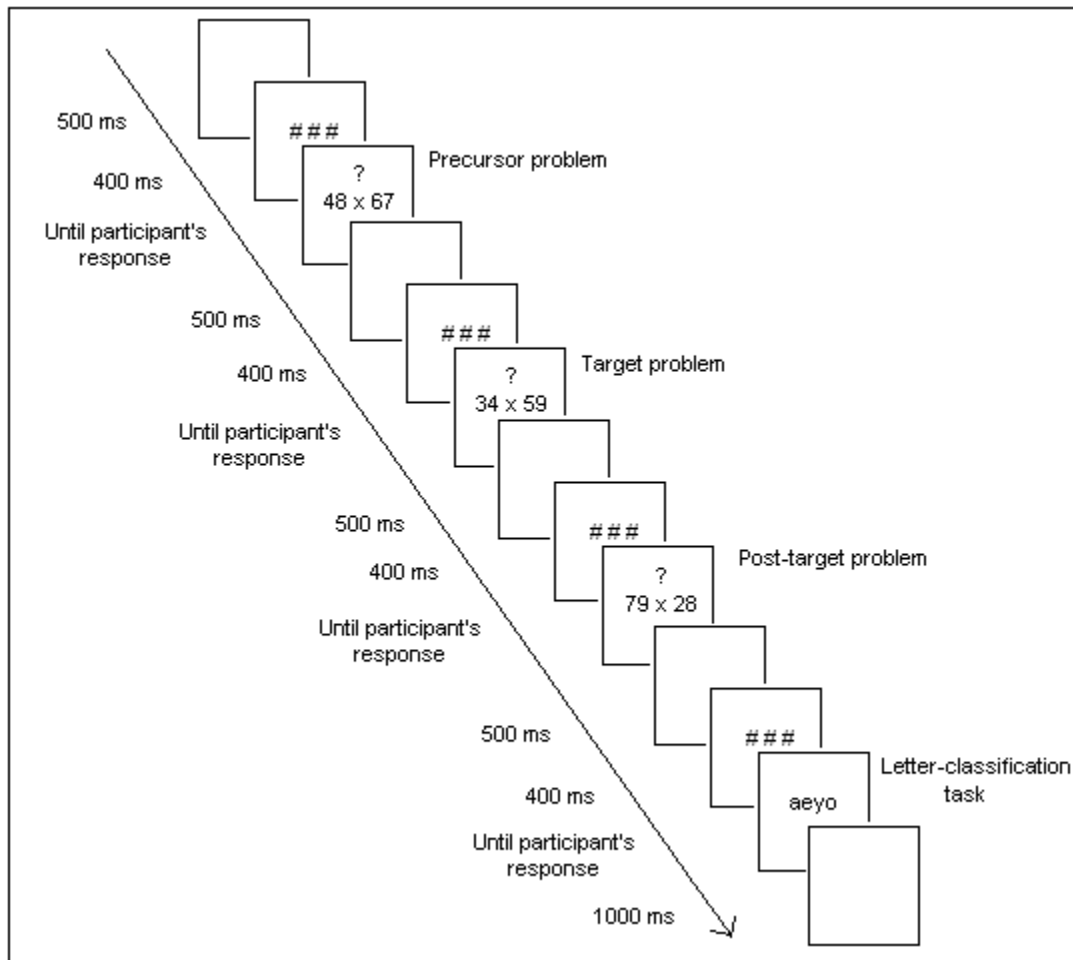 500 ms
# # #
Precursor problem
400 ms
?
48 x 67
Until participant's
response
500 ms
# # #
Target problem
400 ms
?
34 x 59
Until participant's
response
500 ms
# # #
Post-target problem
400 ms
?
79 x 28
Until participant's
response
500 ms
# # #
Letter-classification
task
400 ms
aeyo
Until participant's
response
1000 ms